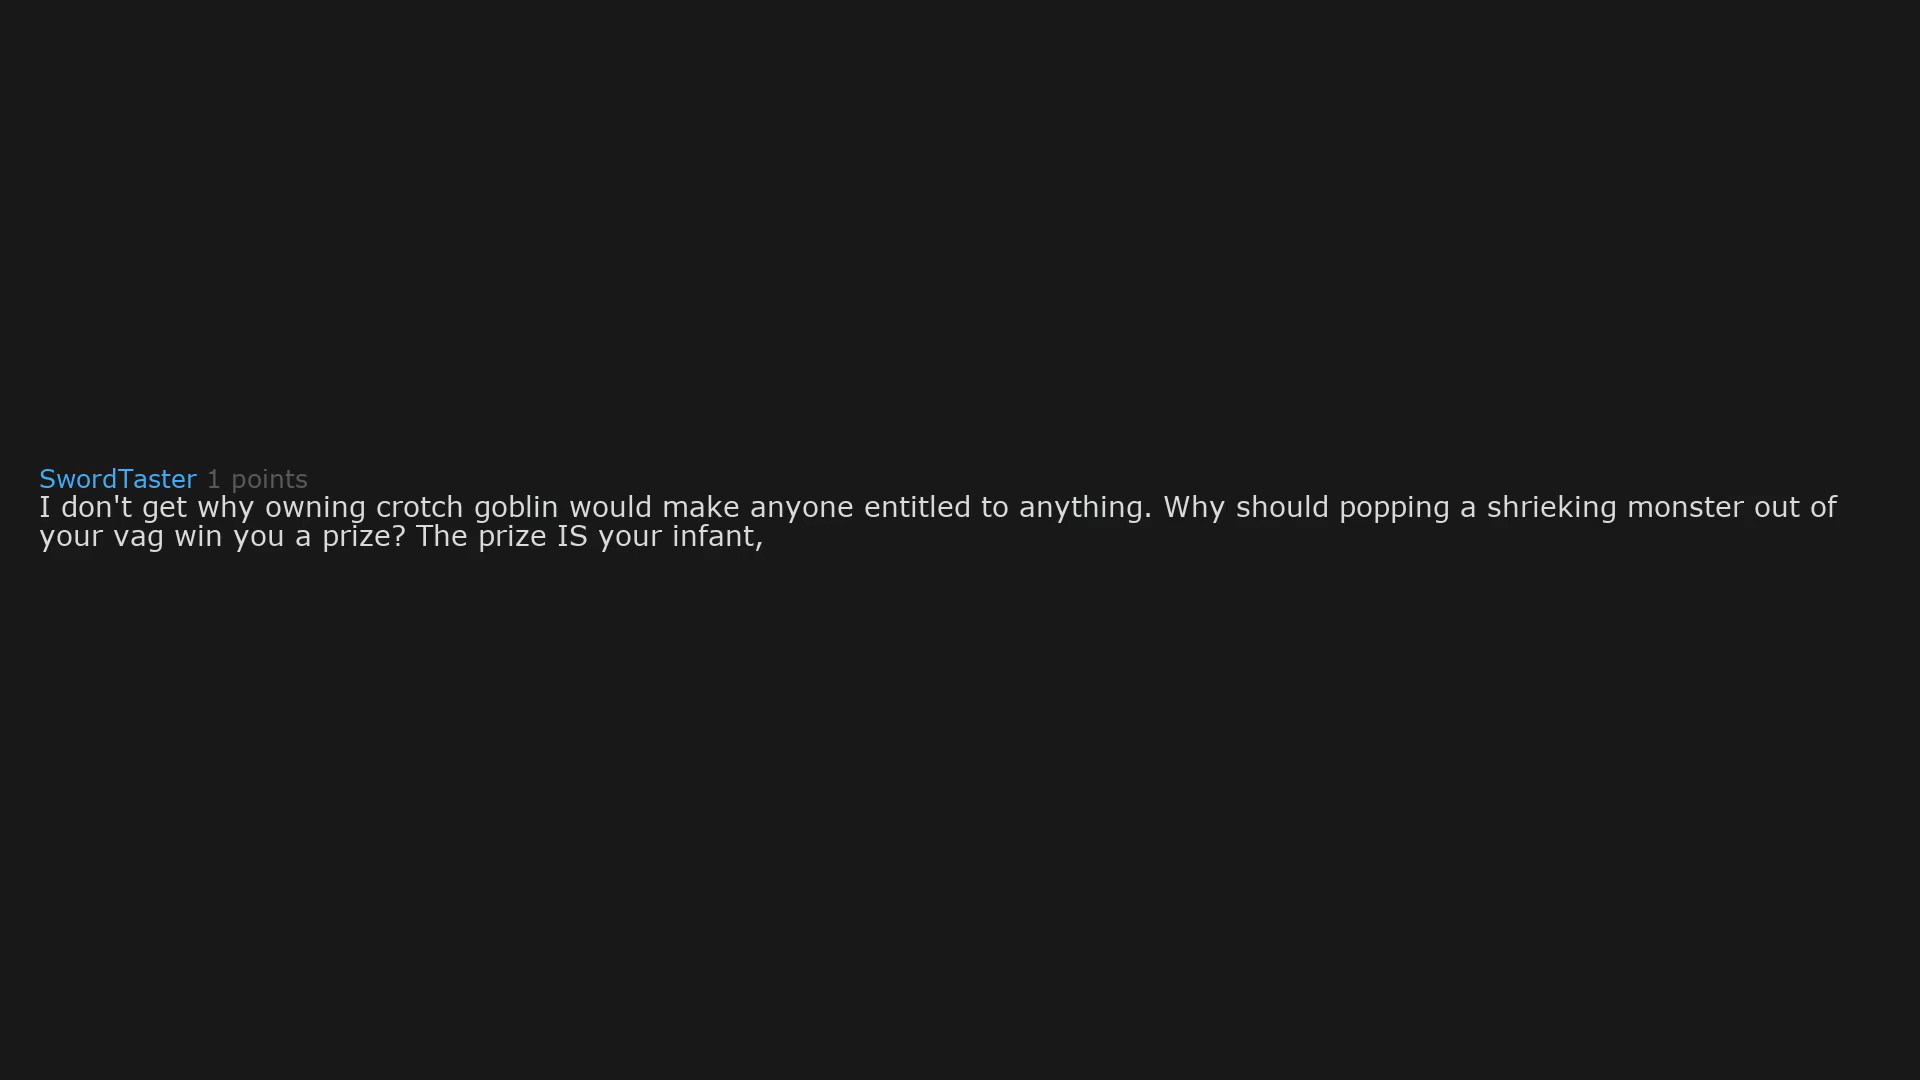 SwordTaster 1 points
I don't get why owning crotch goblin would make anyone entitled to anything. Why should popping a shrieking monster out of
your vag win you a prize? The prize IS your infant,